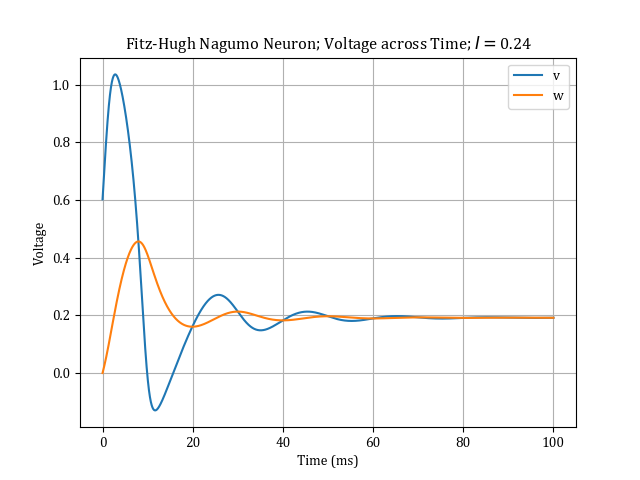 Fitz-Hugh Nagumo Neuron; Voltage across Time; I = 0.24
v
w
1.0
0.8
0.6
0.4
0.2
0.0
Voltage
0 20 40 60 80 100
Time (ms)